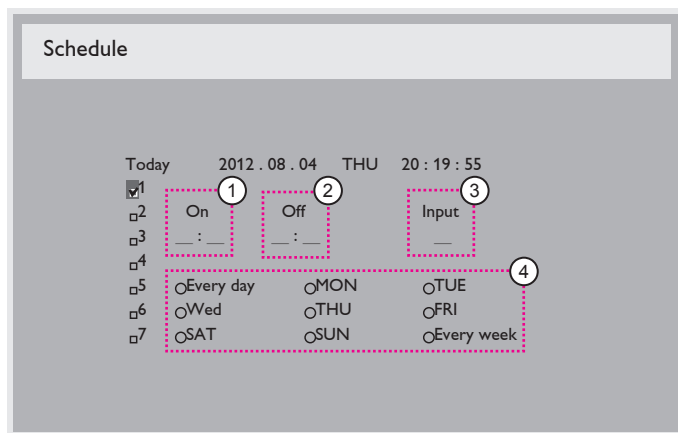 Schedule
Today 2012 . 08 . 04 THU 20 : 19 : 55
1 1 2 3
2 On Off Input
3 __ : __ __ : __ __
4 4
5 Every day MON TUE
6 Wed THU FRI
7 SAT SUN Every week